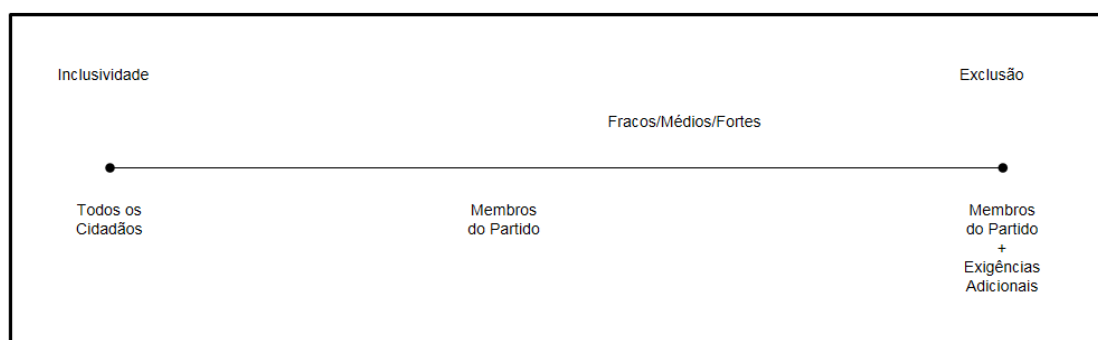 Inclusividade
Exclusão
Fracos/Médios/Fortes
Todos os
Cidadãos
Membros
do Partido
Membros
do Partido
+
Exigências
Adicionais